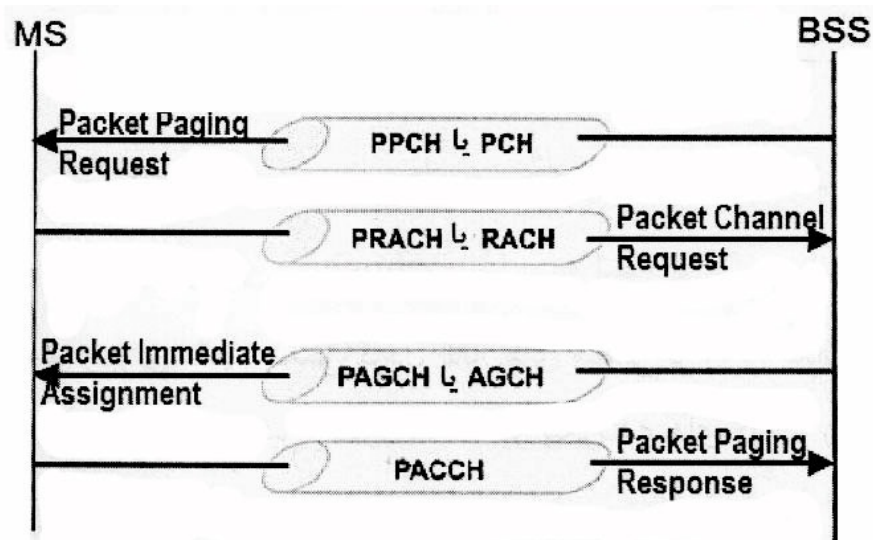 MS
BSS
Packet Paging
Request
PPCH یا PCH
PRACH یا RACH
Packet Channel
Request
Packet Immediate
Assignment
PAGCH یا AGCH
PACCH
Packet Paging
Response